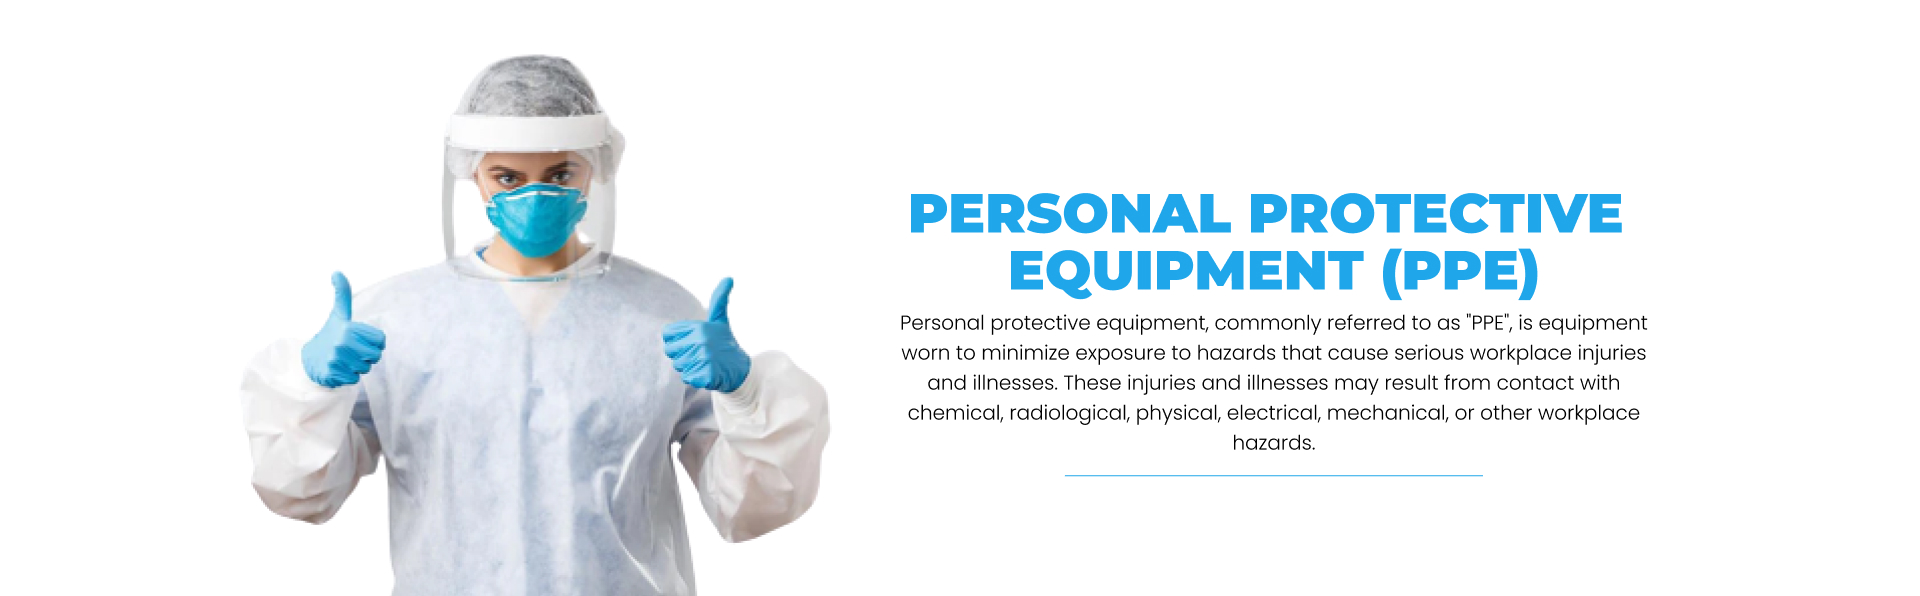 PERSONAL PROTECTIVE
EQUIPMENT (PPE)
Personal protective equipment, commonly referred to as "PPE", is equipment
worn to minimize exposure to hazards that cause serious workplace injuries
and illnesses. These injuries and illnesses may result from contact with
chemical, radiological, physical, electrical, mechanical, or other workplace
hazards.